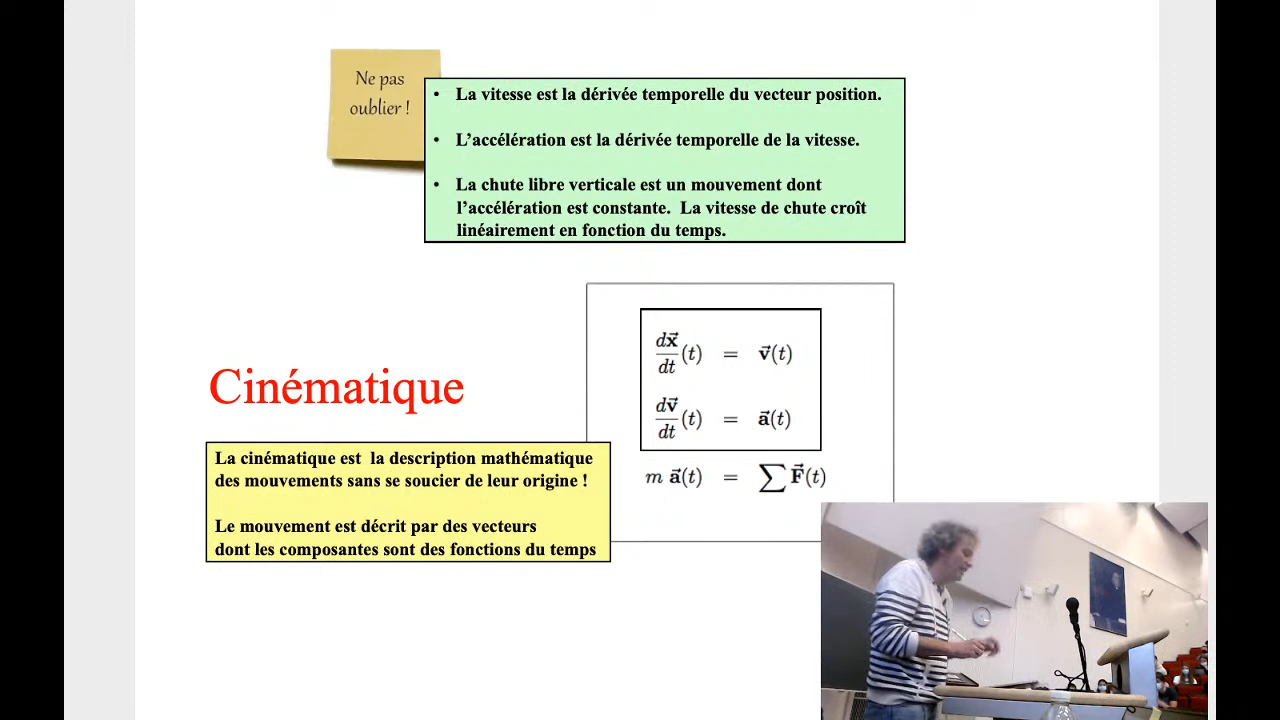 Ne pas
oublier !
• La vitesse est la dérivée temporelle du vecteur position.
• L’accélération est la dérivée temporelle de la vitesse.
• La chute libre verticale est un mouvement dont
l’accélération est constante.  La vitesse de chute croît
linéairement en fonction du temps.
Cinématique
La cinématique est  la description mathématique
des mouvements sans se soucier de leur origine !
Le mouvement est décrit par des vecteurs
dont les composantes sont des fonctions du temps
dx⃗/dt (t) = v⃗(t)
dv⃗/dt (t) = a⃗(t)
m a⃗(t) = ∑ F⃗(t)